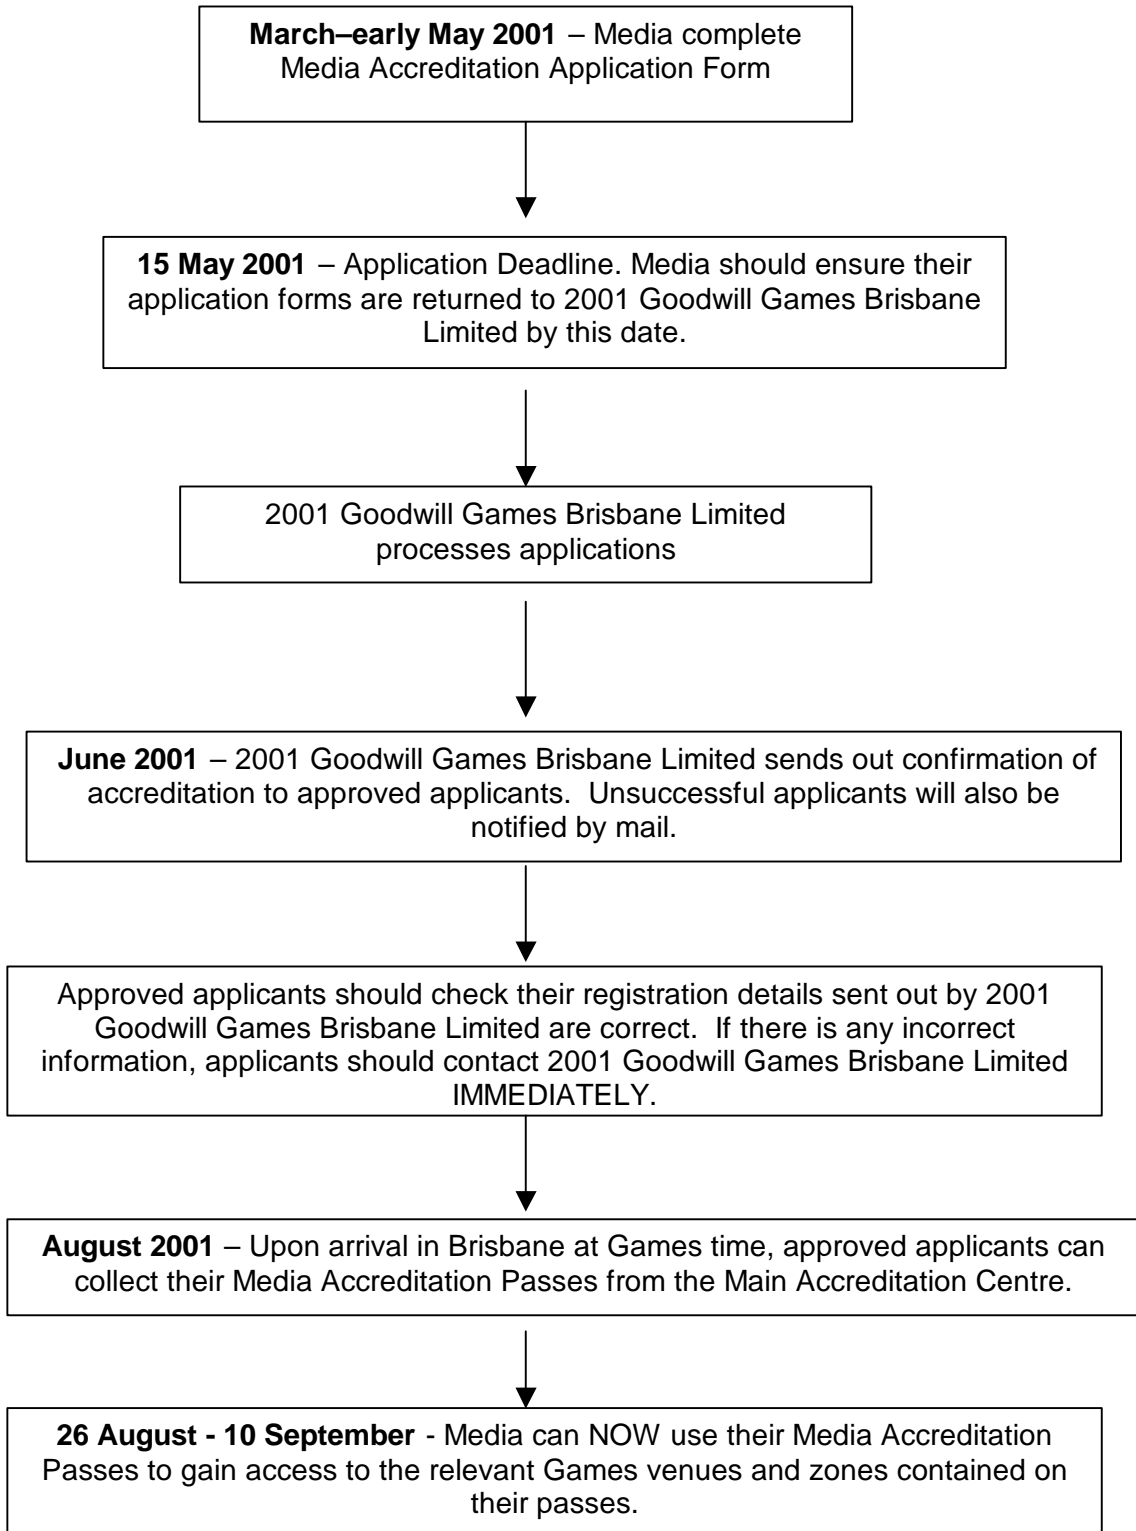 March–early May 2001 – Media complete
Media Accreditation Application Form
15 May 2001 – Application Deadline. Media should ensure their
application forms are returned to 2001 Goodwill Games Brisbane
Limited by this date.
2001 Goodwill Games Brisbane Limited
processes applications
June 2001 – 2001 Goodwill Games Brisbane Limited sends out confirmation of
accreditation to approved applicants.  Unsuccessful applicants will also be
notified by mail.
Approved applicants should check their registration details sent out by 2001
Goodwill Games Brisbane Limited are correct.  If there is any incorrect
information, applicants should contact 2001 Goodwill Games Brisbane Limited
IMMEDIATELY.
August 2001 – Upon arrival in Brisbane at Games time, approved applicants can
collect their Media Accreditation Passes from the Main Accreditation Centre.
26 August - 10 September - Media can NOW use their Media Accreditation
Passes to gain access to the relevant Games venues and zones contained on
their passes.